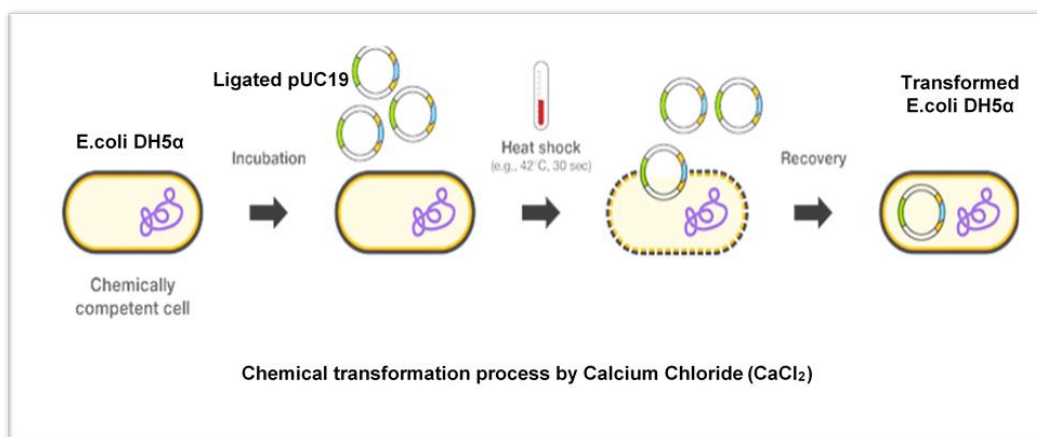 E.coli DH5α
Chemically
competent cell
Incubation
Ligated pUC19
Heat shock
(e.g., 42°C, 30 sec)
Recovery
Transformed
E.coli DH5α
Chemical transformation process by Calcium Chloride (CaCl₂)